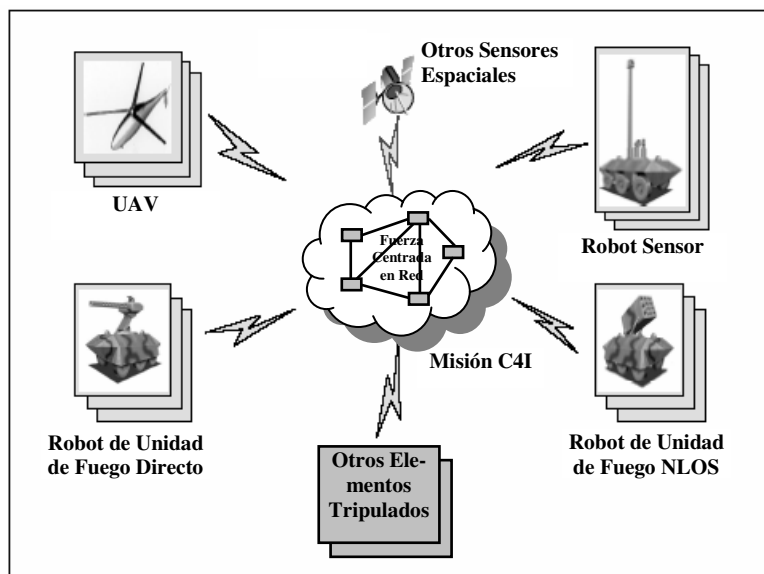 Otros Sensores
Espaciales
UAV
Robot Sensor
Fuerza
Centrada
en Red
Misión C4I
Robot de Unidad
de Fuego Directo
Otros Ele-
mentos
Tripulados
Robot de Unidad
de Fuego NLOS